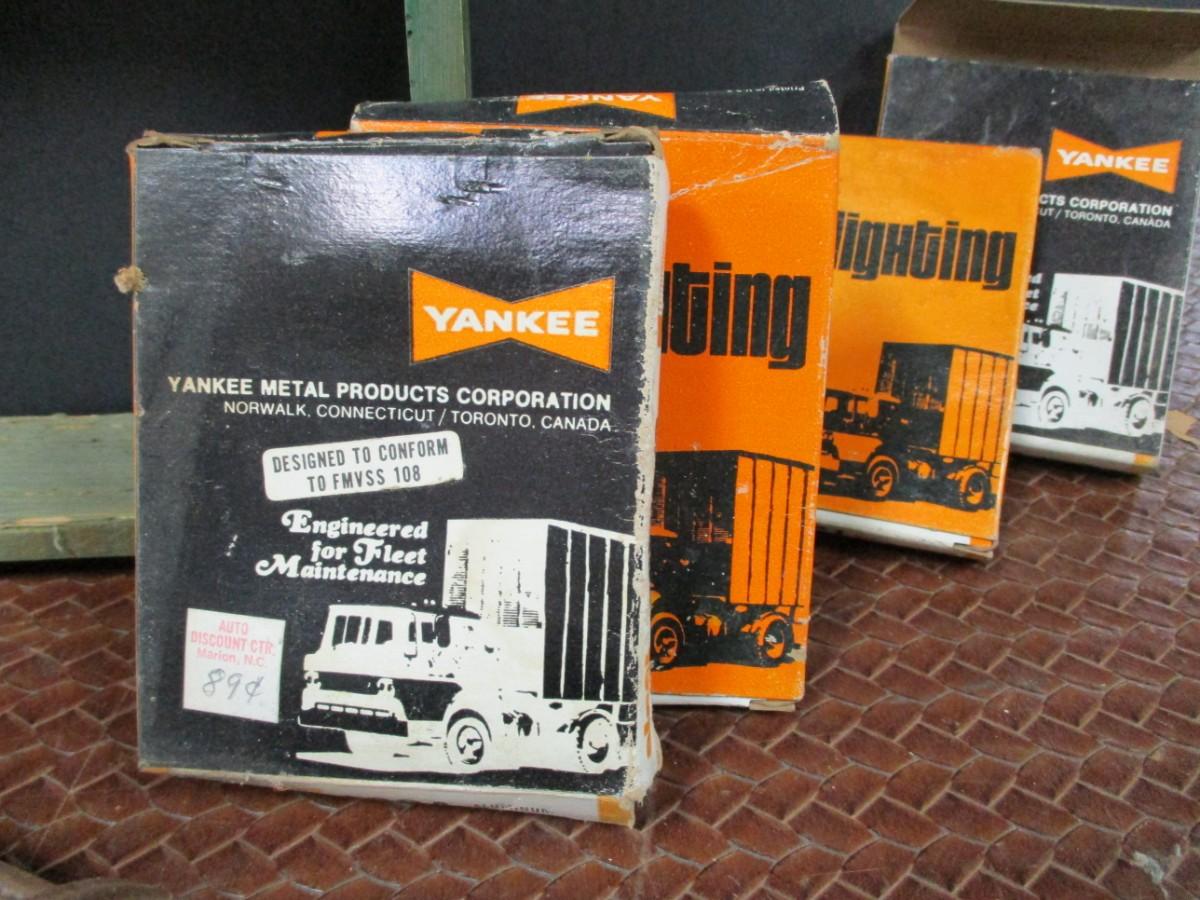 YANKEE
YANKEE METAL PRODUCTS CORPORATION
NORWALK, CONNECTICUT / TORONTO, CANADA
DESIGNED TO CONFORM
TO FMVSS 108
Engineered
for Fleet
Maintenance
AUTO
DISCOUNT CTR.
Marion, N.C.
89¢
YANKEE
ting
lighting
YANKEE
CTS CORPORATION
UT / TORONTO, CANADA